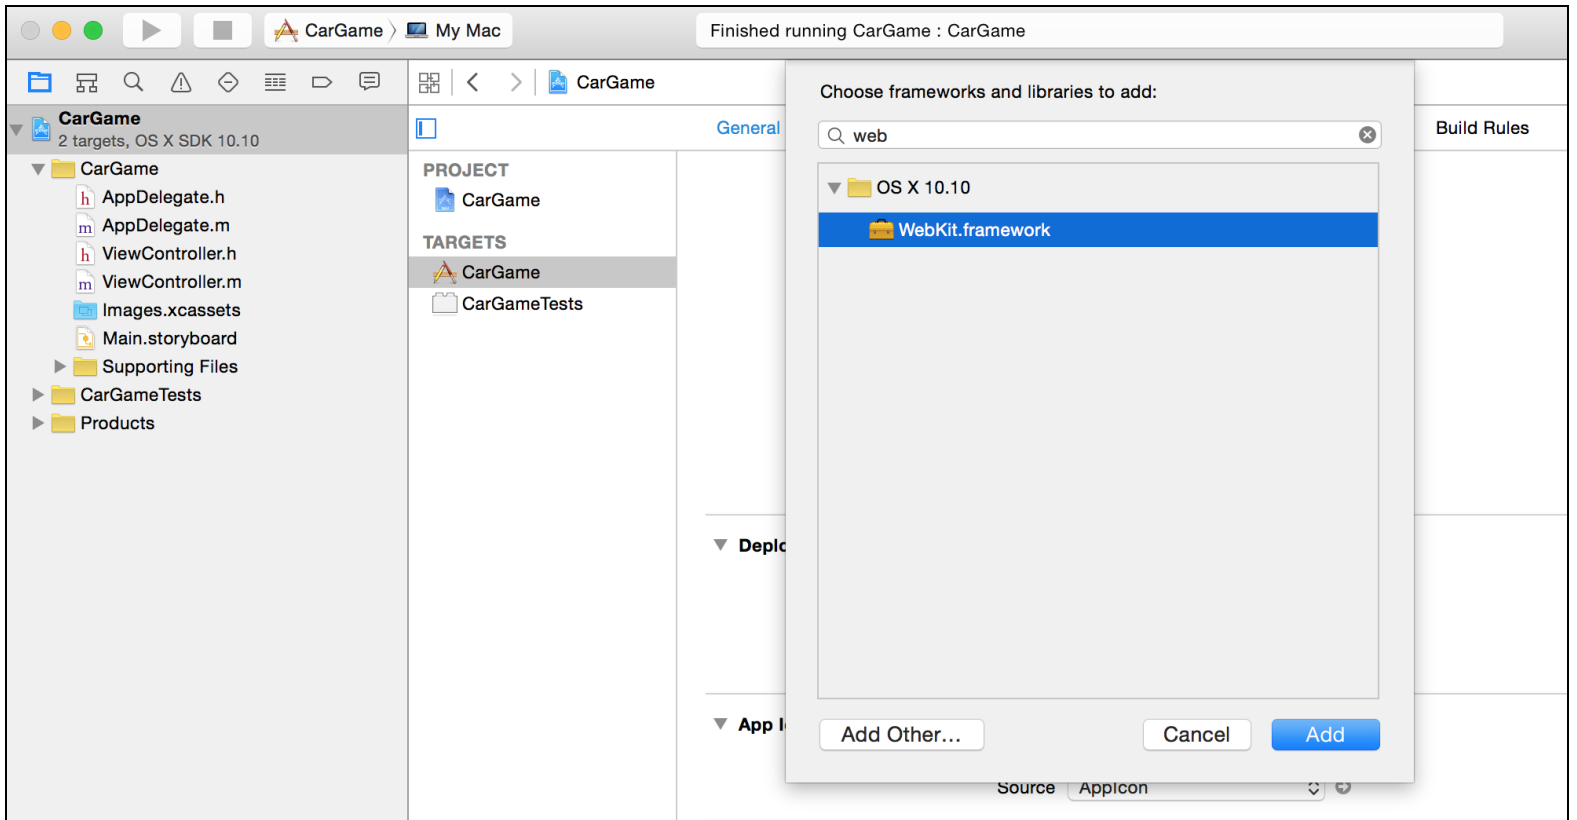 CarGame
My Mac
Finished running CarGame : CarGame
CarGame
Choose frameworks and libraries to add:
CarGame
2 targets, OS X SDK 10.10
General
web
Build Rules
CarGame
AppDelegate.h
AppDelegate.m
ViewController.h
ViewController.m
Images.xcassets
Main.storyboard
Supporting Files
CarGameTests
Products
PROJECT
CarGame
TARGETS
CarGame
CarGameTests
OS X 10.10
WebKit.framework
Add Other...
Cancel
Add
Source
AppIcon